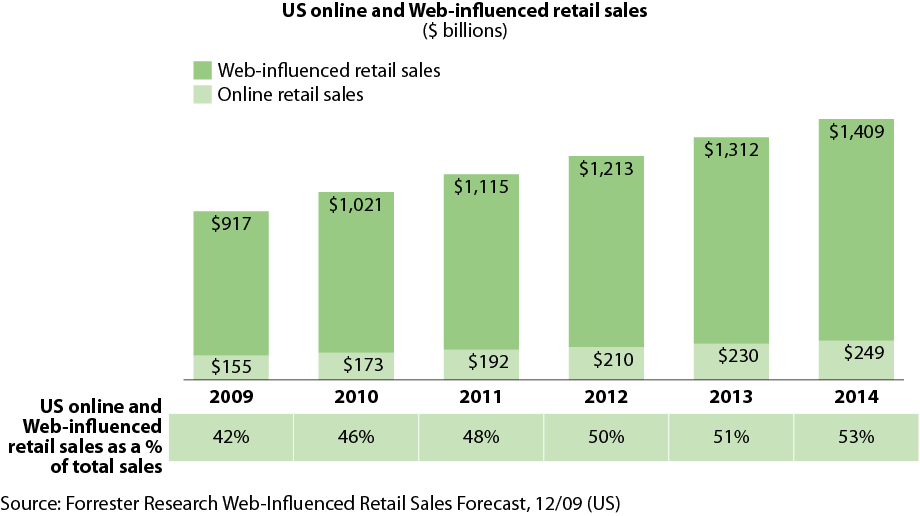 US online and Web-influenced retail sales
($ billions)
Web-influenced retail sales
Online retail sales
$917 $1,021 $1,115 $1,213 $1,312 $1,409
$155 $173 $192 $210 $230 $249
2009 2010 2011 2012 2013 2014
US online and
Web-influenced
retail sales as a %
of total sales
42% 46% 48% 50% 51% 53%
Source: Forrester Research Web-Influenced Retail Sales Forecast, 12/09 (US)